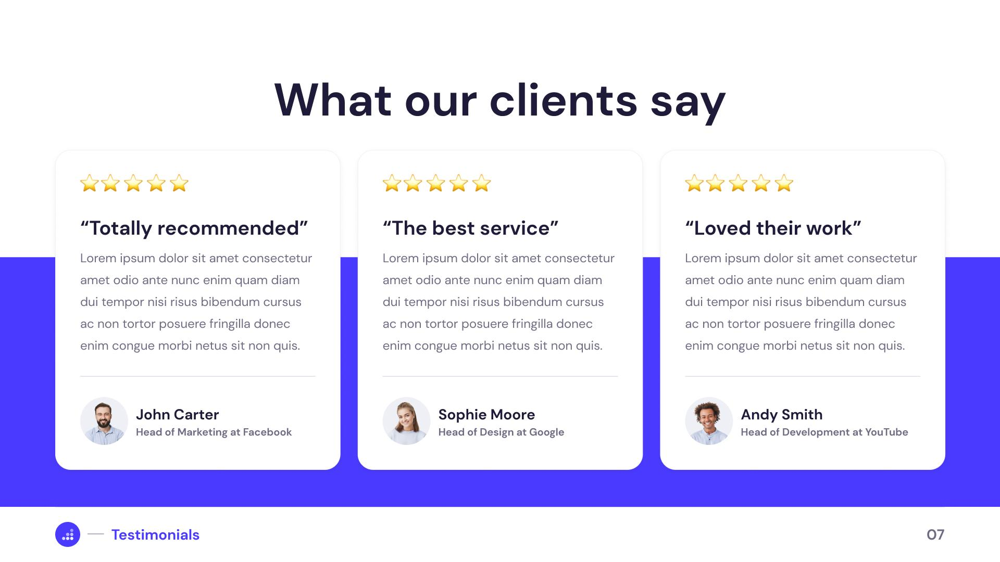 What our clients say
“Totally recommended”
Lorem ipsum dolor sit amet consectetur
amet odio ante nunc enim quam diam
dui tempor nisi risus bibendum cursus
ac non tortor posuere fringilla donec
enim congue morbi netus sit non quis.
John Carter
Head of Marketing at Facebook
“The best service”
Lorem ipsum dolor sit amet consectetur
amet odio ante nunc enim quam diam
dui tempor nisi risus bibendum cursus
ac non tortor posuere fringilla donec
enim congue morbi netus sit non quis.
Sophie Moore
Head of Design at Google
“Loved their work”
Lorem ipsum dolor sit amet consectetur
amet odio ante nunc enim quam diam
dui tempor nisi risus bibendum cursus
ac non tortor posuere fringilla donec
enim congue morbi netus sit non quis.
Andy Smith
Head of Development at YouTube
Testimonials
07